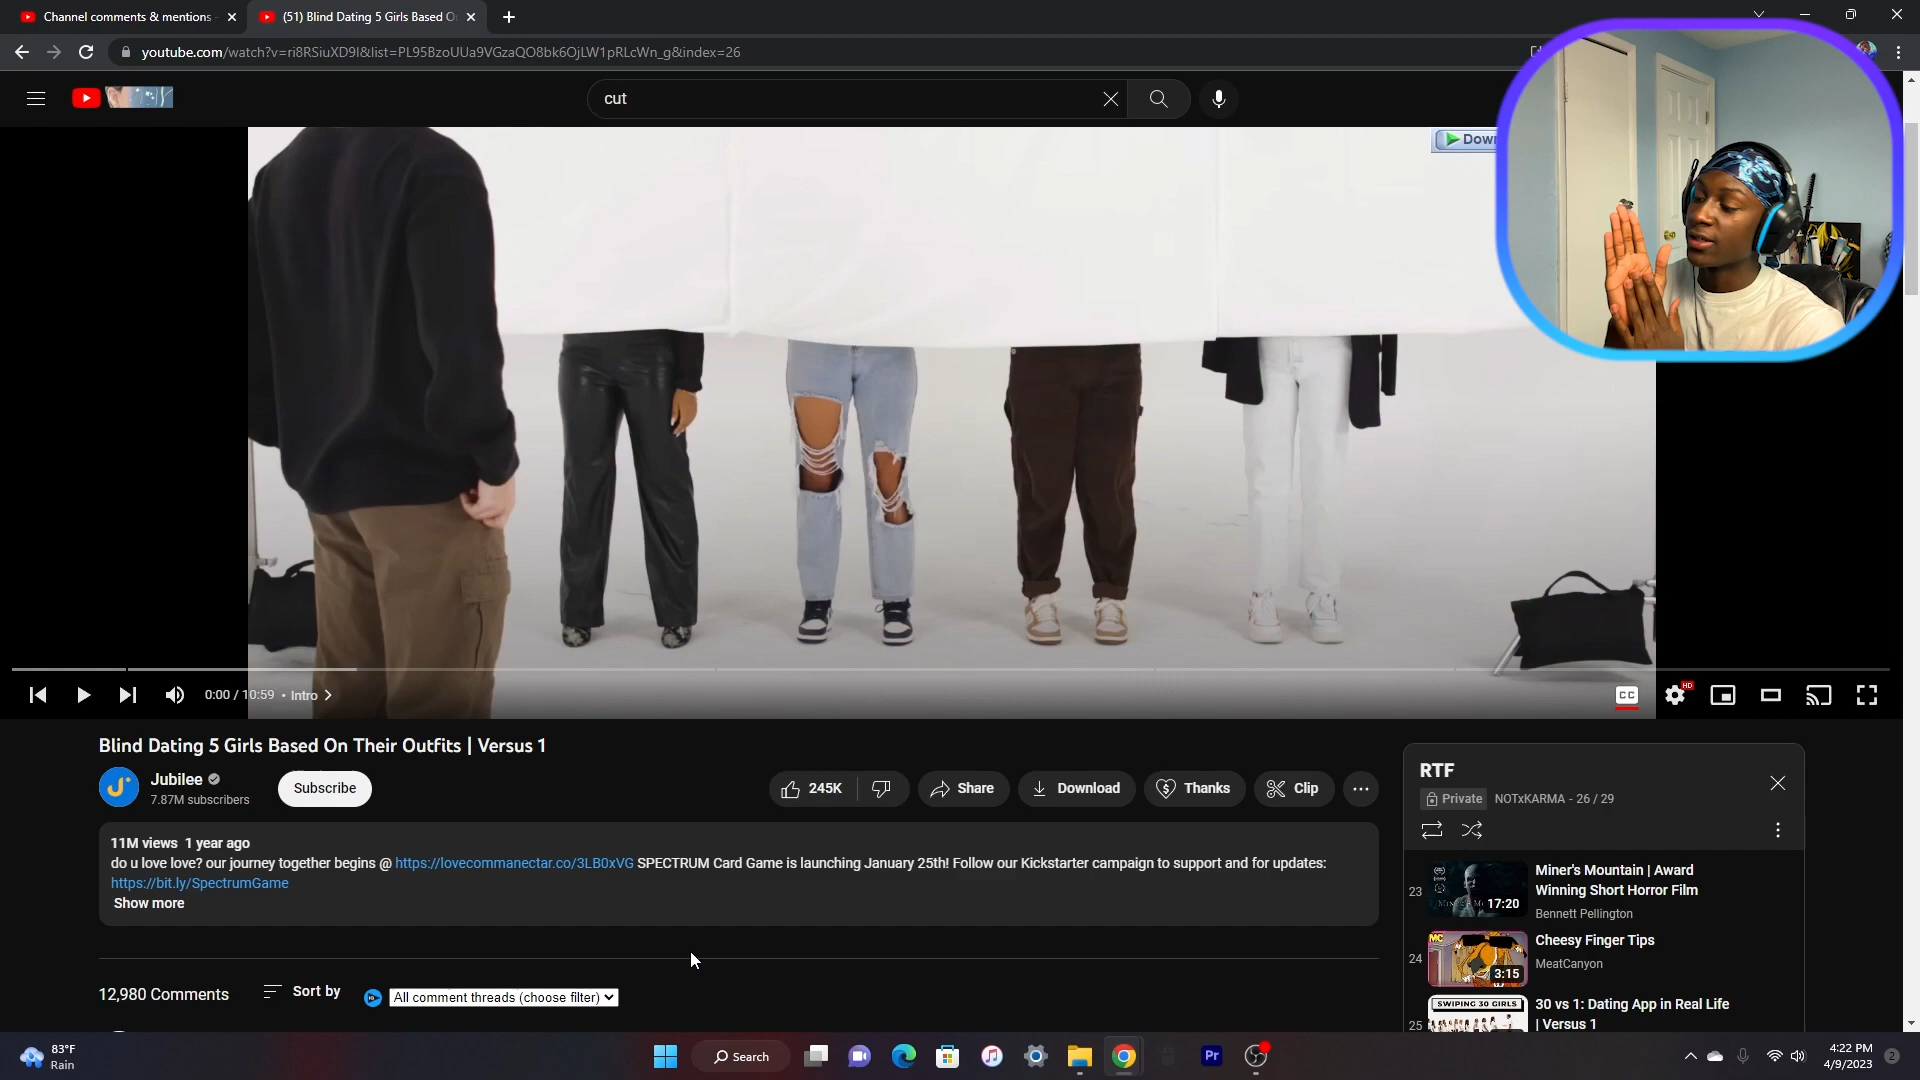 Channel comments & mentions
(51) Blind Dating 5 Girls Based O
youtube.com/watch?v=ri8RSiuXD9I&list=PL95BzoUUa9VGzaQO8bk6OjLW1pRLcWn_g&index=26
cut
Down
0:00 / 10:59 • Intro
CC
HD
Blind Dating 5 Girls Based On Their Outfits | Versus 1
Jubilee
7.87M subscribers
Subscribe
245K
Share
Download
Thanks
Clip
11M views 1 year ago
do u love love? our journey together begins @ https://lovecommanectar.co/3LB0xVG SPECTRUM Card Game is launching January 25th! Follow our Kickstarter campaign to support and for updates:
https://bit.ly/SpectrumGame
Show more
12,980 Comments
Sort by
All comment threads (choose filter)
RTF
Private
NOTxKARMA - 26 / 29
23
17:20
Miner's Mountain | Award
Winning Short Horror Film
Bennett Pellington
24
MC
3:15
Cheesy Finger Tips
MeatCanyon
25
SWIPING 30 GIRLS
30 vs 1: Dating App in Real Life
| Versus 1
83°F
Rain
Search
Pr
4:22 PM
4/9/2023
2